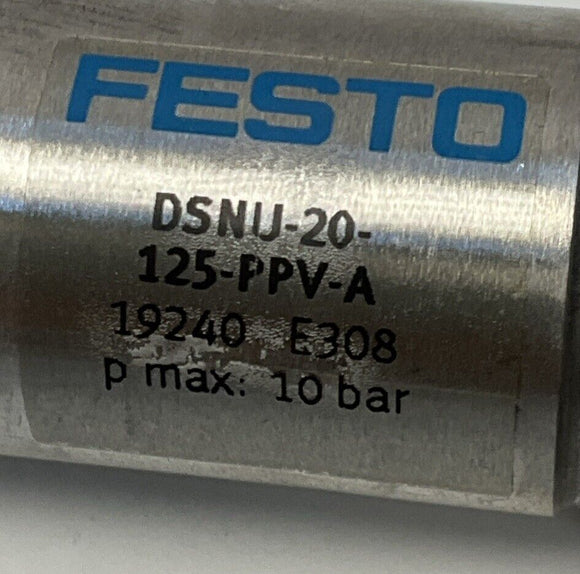 FESTO
DSNU-20-
125-PPV-A
19240 E308
p max: 10 bar